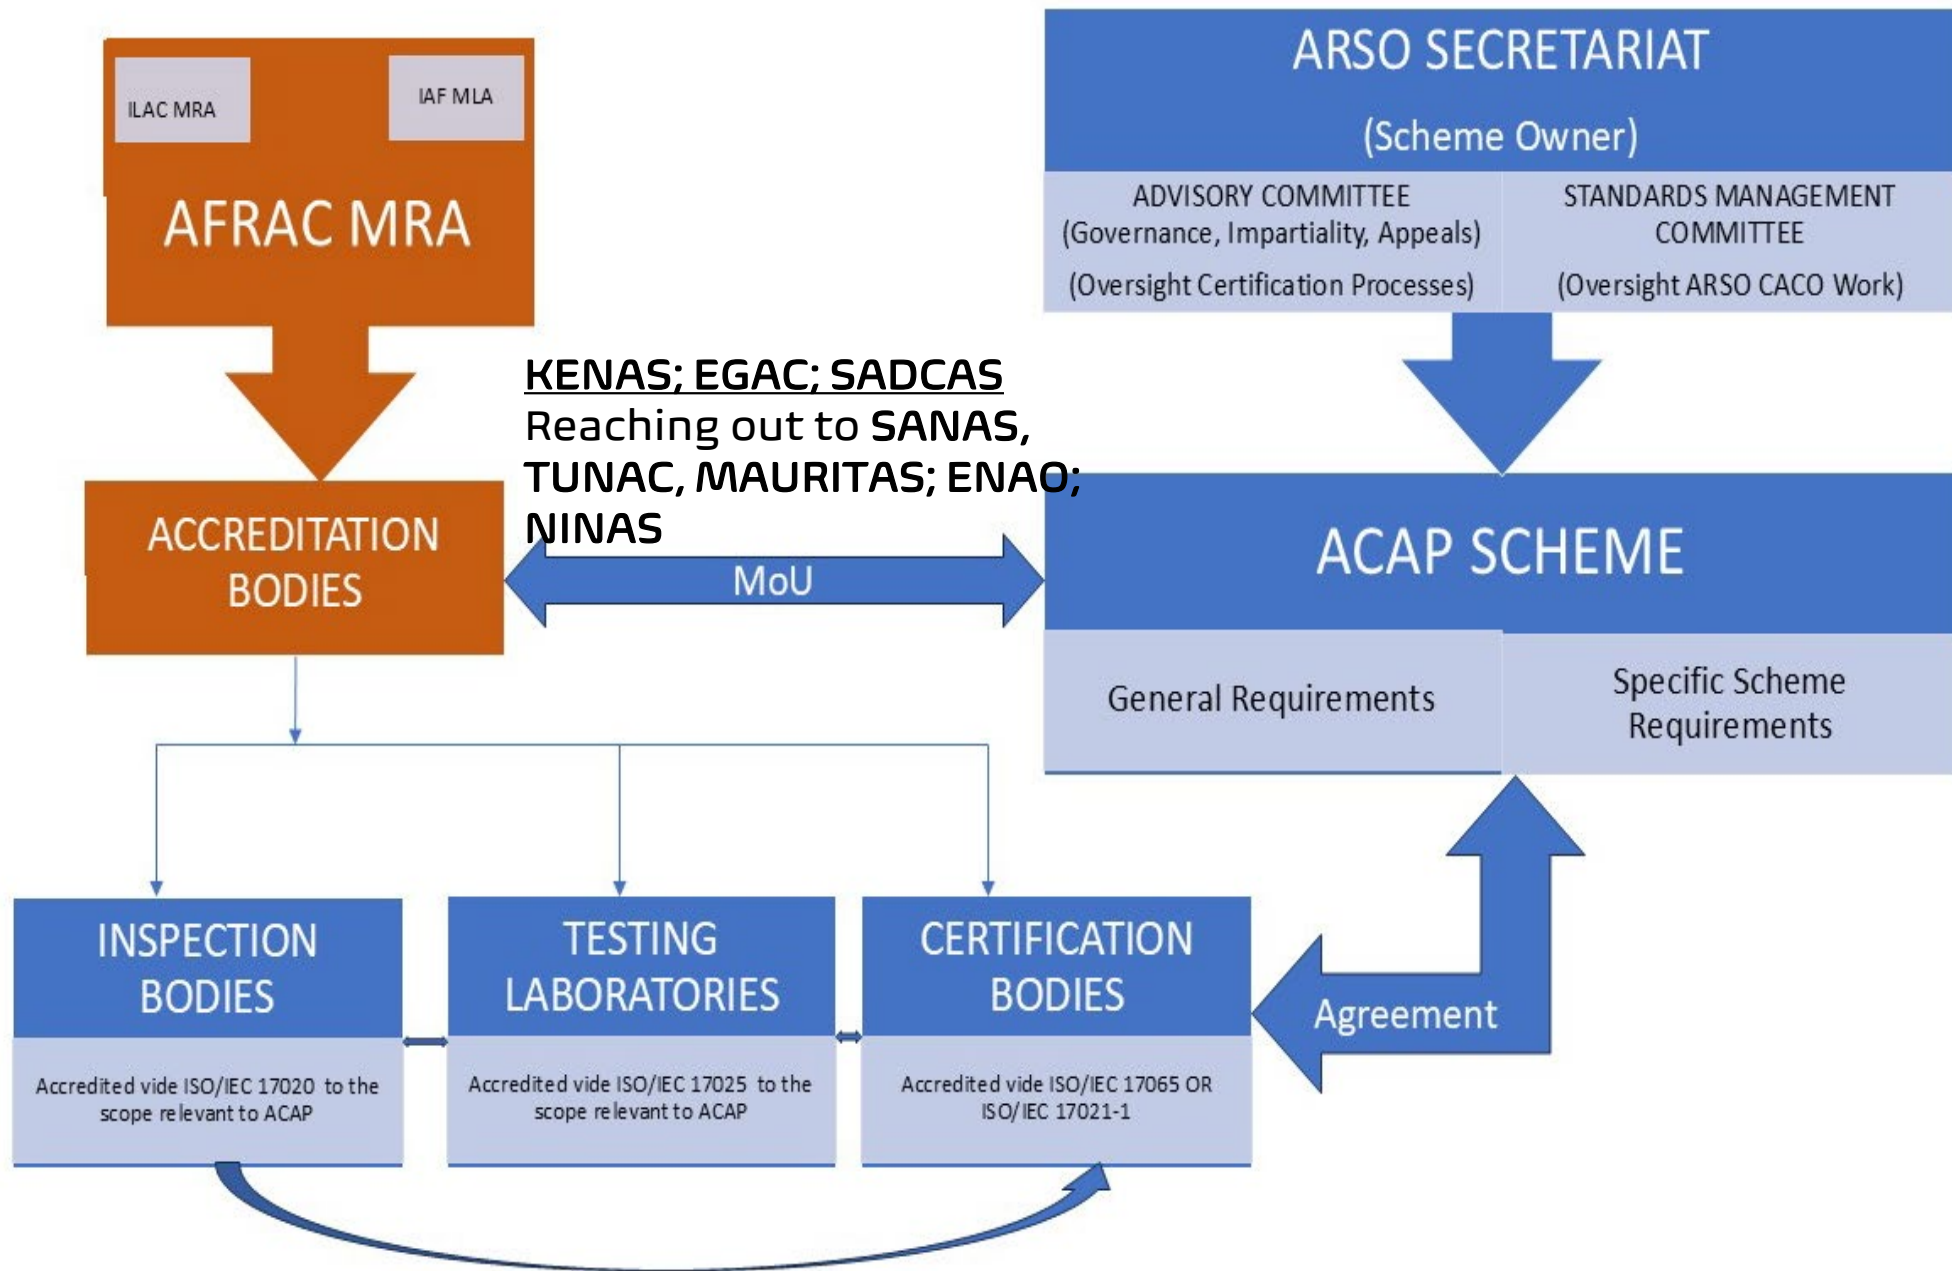 ILAC MRA
IAF MLA
AFRAC MRA
ARSO SECRETARIAT
(Scheme Owner)
ADVISORY COMMITTEE
(Governance, Impartiality, Appeals)
(Oversight Certification Processes)
STANDARDS MANAGEMENT
COMMITTEE
(Oversight ARSO CACO Work)
KENAS; EGAC; SADCAS
Reaching out to SANAS,
TUNAC, MAURITAS; ENAO;
NINAS
ACCREDITATION
BODIES
MoU
ACAP SCHEME
General Requirements
Specific Scheme
Requirements
INSPECTION
BODIES
Accredited vide ISO/IEC 17020 to the
scope relevant to ACAP
TESTING
LABORATORIES
Accredited vide ISO/IEC 17025 to the
scope relevant to ACAP
CERTIFICATION
BODIES
Accredited vide ISO/IEC 17065 OR
ISO/IEC 17021-1
Agreement